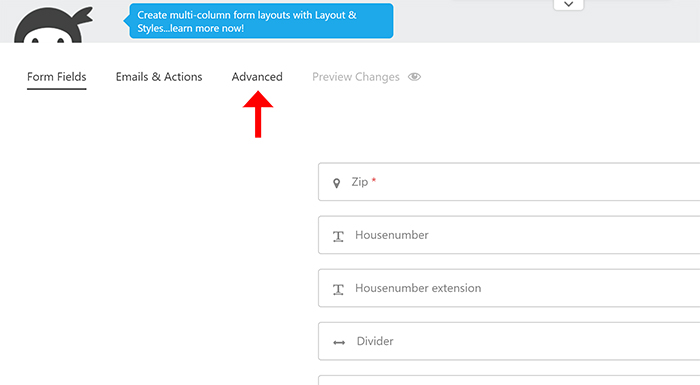 Create multi-column form layouts with Layout &
Styles...learn more now!
Form Fields Emails & Actions Advanced Preview Changes
Zip *
Housenumber
Housenumber extension
Divider